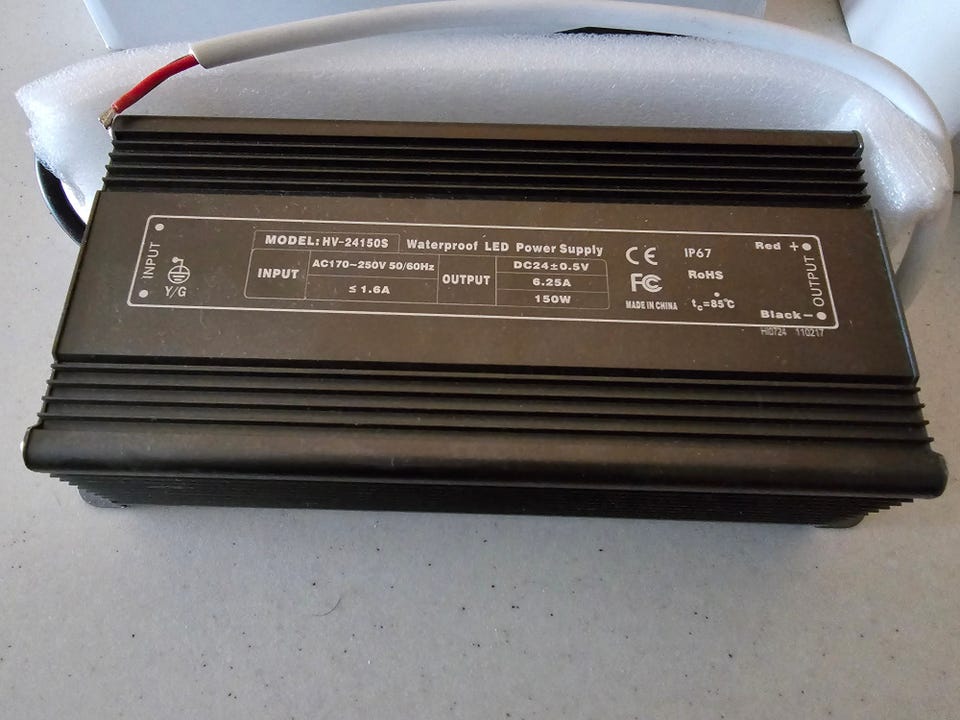 MODEL: HV-24150S Waterproof LED Power Supply
INPUT
Y/G
INPUT
AC170~250V 50/60Hz
≤ 1.6A
OUTPUT
DC24±0.5V
6.25A
150W
CE
FC
MADE IN CHINA
IP67
RoHS
tc=85℃
Red +
Black −
OUTPUT
HI0724 110217